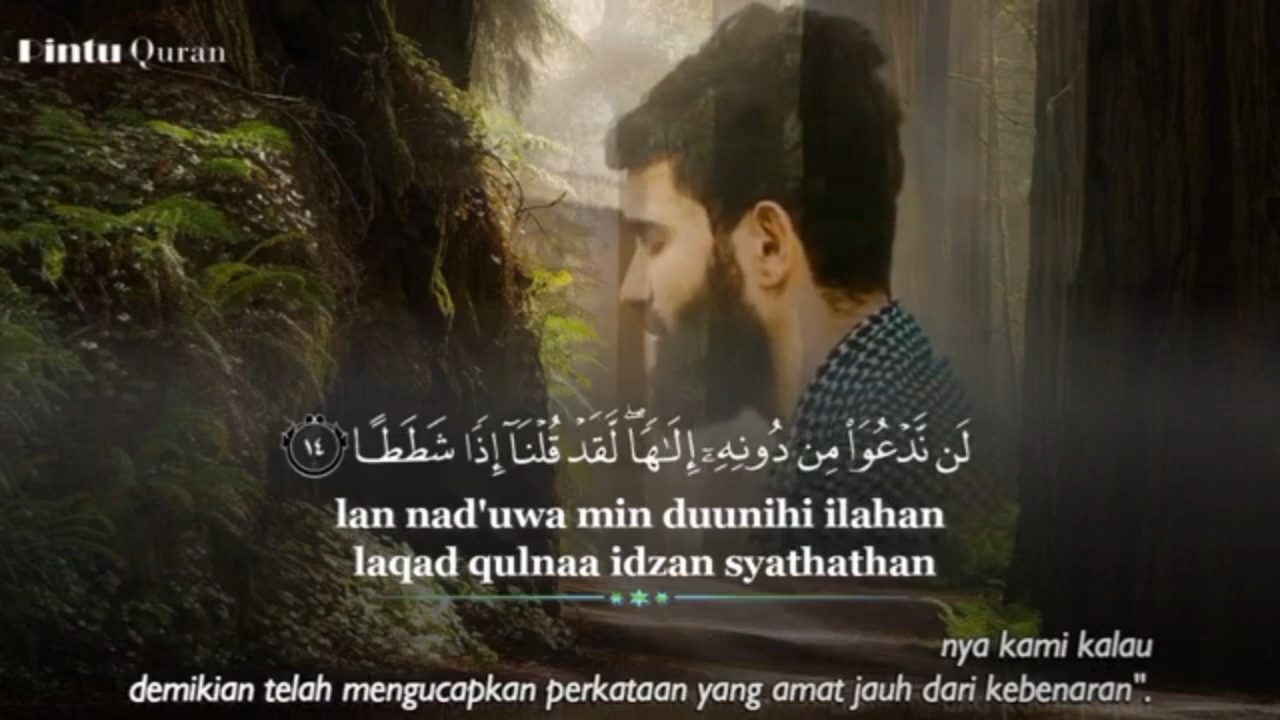 Pintu Quran
لَن نَّدْعُوَا۟ مِن دُونِهِۦٓ إِلَـٰهًا ۖ لَّقَدْ قُلْنَآ إِذًا شَطَطًا ١٤
lan nad'uwa min duunihi ilahan
laqad qulnaa idzan syathathan
nya kami kalau
demikian telah mengucapkan perkataan yang amat jauh dari kebenaran".